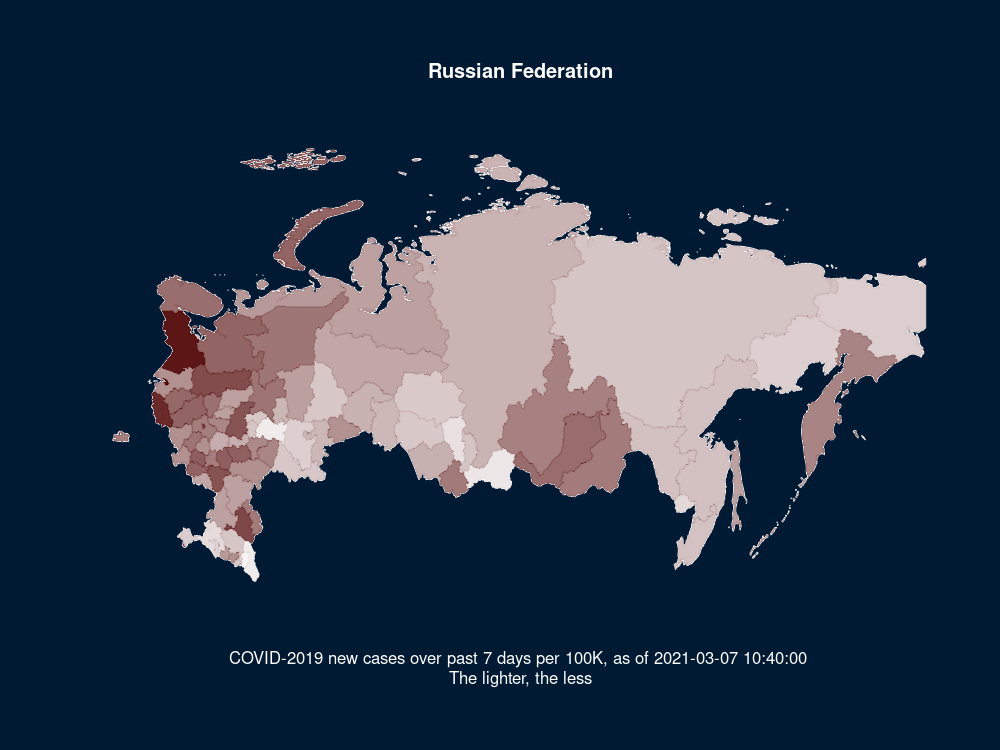 Russian Federation
COVID-2019 new cases over past 7 days per 100K, as of 2021-03-07 10:40:00
The lighter, the less